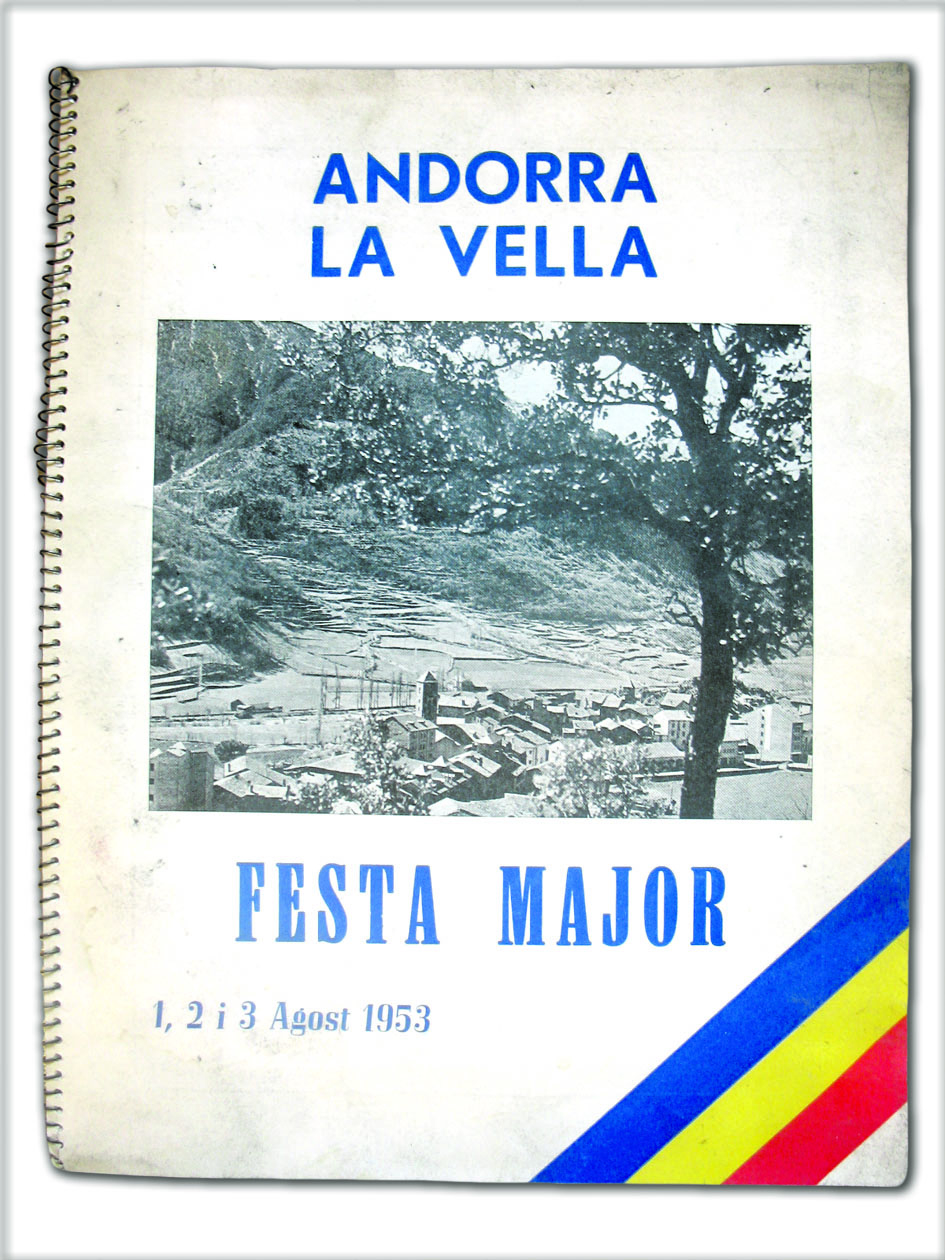 ANDORRA
LA VELLA
FESTA MAJOR
1, 2 i 3 Agost 1953